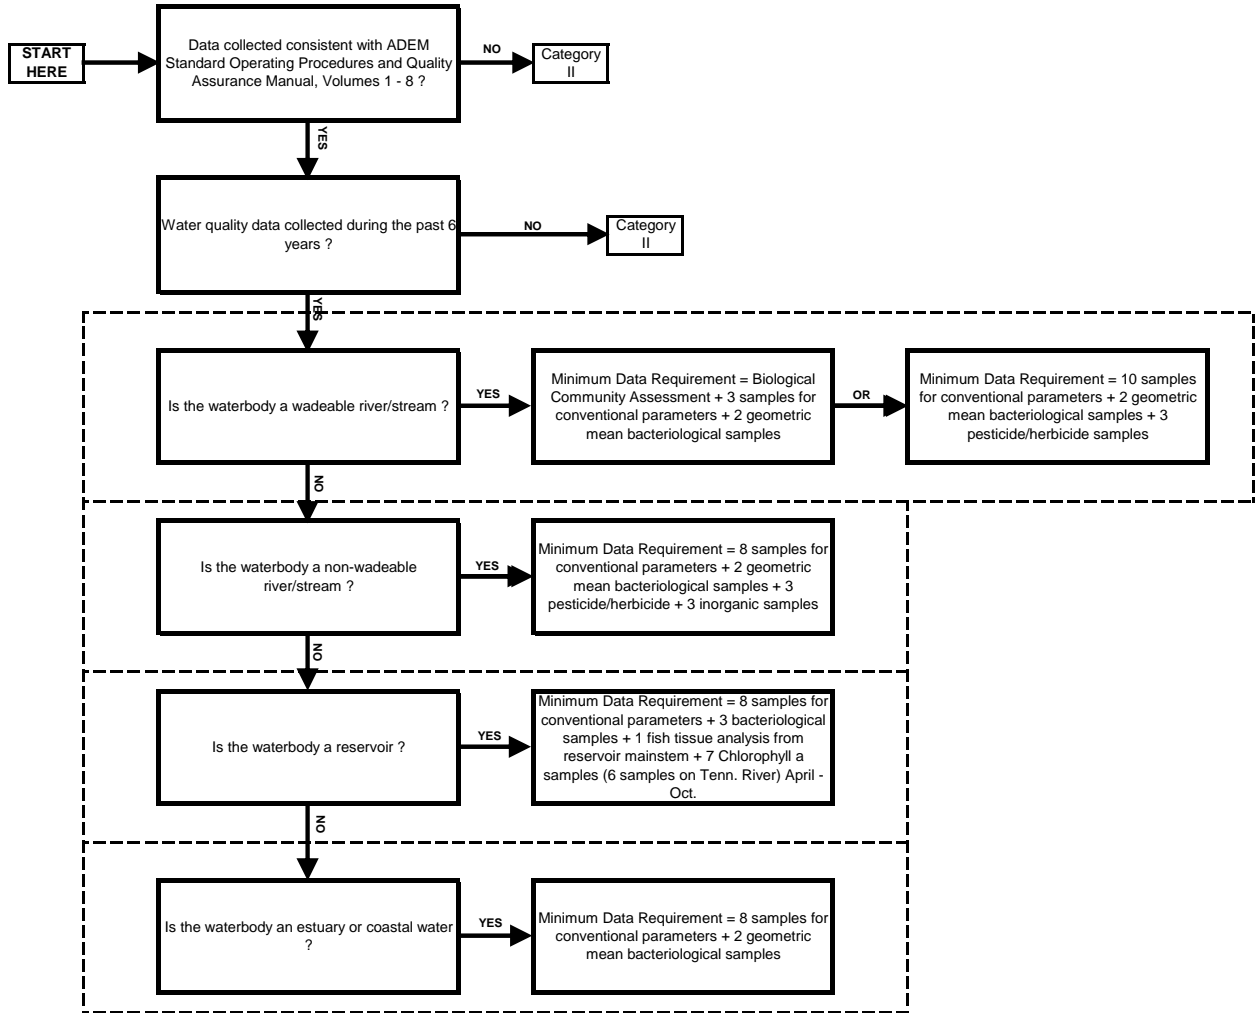 START
HERE
Data collected consistent with ADEM
Standard Operating Procedures and Quality
Assurance Manual, Volumes 1 - 8 ?
NO
Category
II
YES
Water quality data collected during the past 6
years ?
NO
Category
II
YES
Is the waterbody a wadeable river/stream ?
YES
Minimum Data Requirement = Biological
Community Assessment + 3 samples for
conventional parameters + 2 geometric
mean bacteriological samples
OR
Minimum Data Requirement = 10 samples
for conventional parameters + 2 geometric
mean bacteriological samples + 3
pesticide/herbicide samples
NO
Is the waterbody a non-wadeable
river/stream ?
YES
Minimum Data Requirement = 8 samples for
conventional parameters + 2 geometric
mean bacteriological samples + 3
pesticide/herbicide + 3 inorganic samples
NO
Is the waterbody a reservoir ?
YES
Minimum Data Requirement = 8 samples for
conventional parameters + 3 bacteriological
samples + 1 fish tissue analysis from
reservoir mainstem + 7 Chlorophyll a
samples (6 samples on Tenn. River) April -
Oct.
NO
Is the waterbody an estuary or coastal water
?
YES
Minimum Data Requirement = 8 samples for
conventional parameters + 2 geometric
mean bacteriological samples